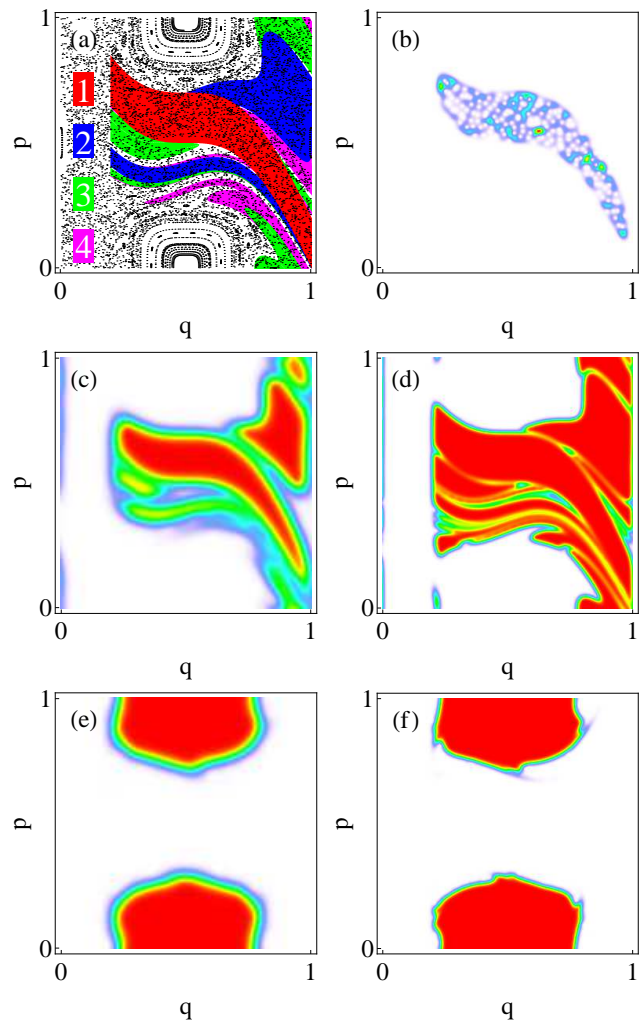 1 (a) 1 2 3 4 p 0 0 q 1
(b) p 0 0 q 1
1 (c) p 0 0 q 1
1 (d) p 0 0 q 1
1 (e) p 0 0 q 1
1 (f) p 0 0 q 1